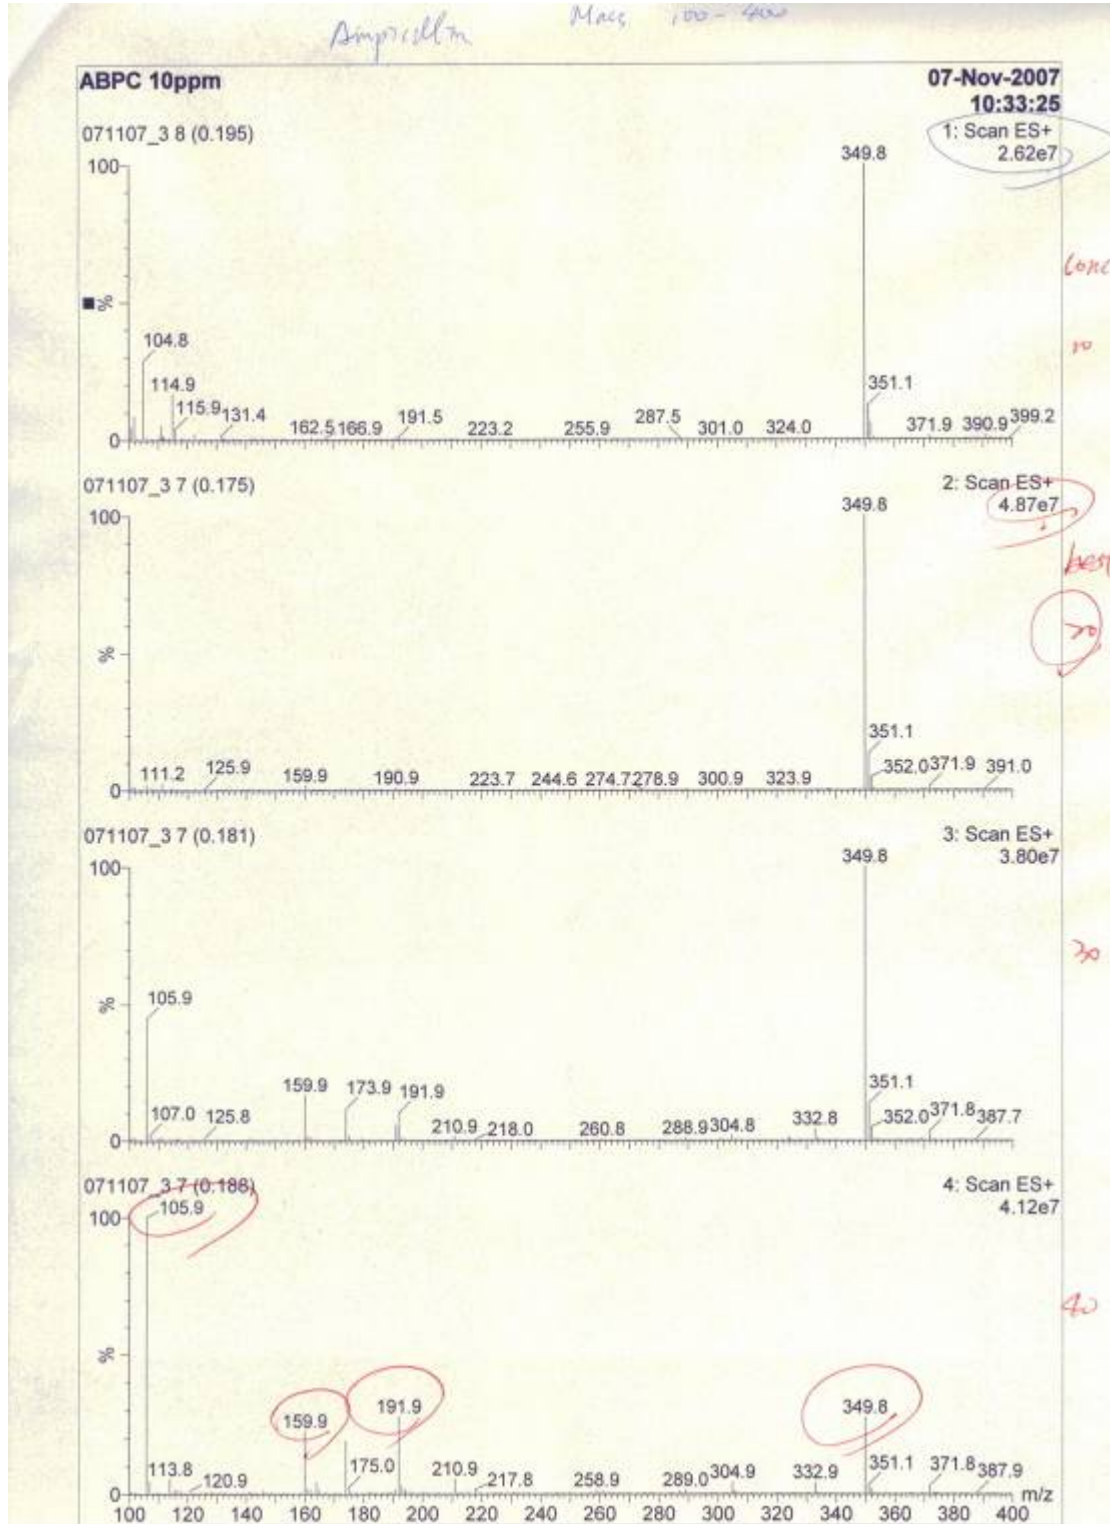 Ampicillin Mass 100-400
ABPC 10ppm
07-Nov-2007
10:33:25
071107_3 8 (0.195)
1: Scan ES+
2.62e7
349.8
100
cone
%
104.8
10
114.9
351.1
115.9 131.4 162.5 166.9 191.5 223.2 255.9 287.5 301.0 324.0 371.9 390.9 399.2
0
071107_3 7 (0.175)
2: Scan ES+
4.87e7
349.8
100
best
20
%
351.1
111.2 125.9 159.9 190.9 223.7 244.6 274.7 278.9 300.9 323.9 352.0 371.9 391.0
0
071107_3 7 (0.181)
3: Scan ES+
3.80e7
349.8
100
30
105.9
%
159.9 173.9 191.9 351.1
107.0 125.8 210.9 218.0 260.8 288.9 304.8 332.8 352.0 371.8 387.7
0
071107_3 7 (0.188)
4: Scan ES+
4.12e7
105.9
100
40
%
159.9 191.9 349.8
113.8 120.9 175.0 210.9 217.8 258.9 289.0 304.9 332.9 351.1 371.8 387.9
0 m/z
100 120 140 160 180 200 220 240 260 280 300 320 340 360 380 400